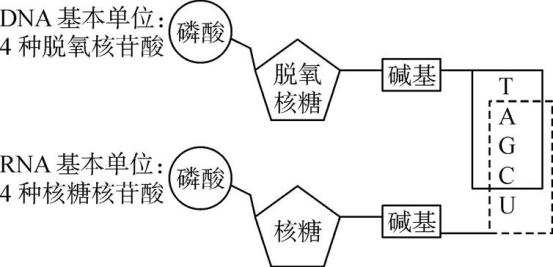 DNA 基本单位:
4 种脱氧核苷酸
磷酸
脱氧
核糖
碱基
T
A
G
C
U
RNA 基本单位:
4 种核糖核苷酸
磷酸
核糖
碱基